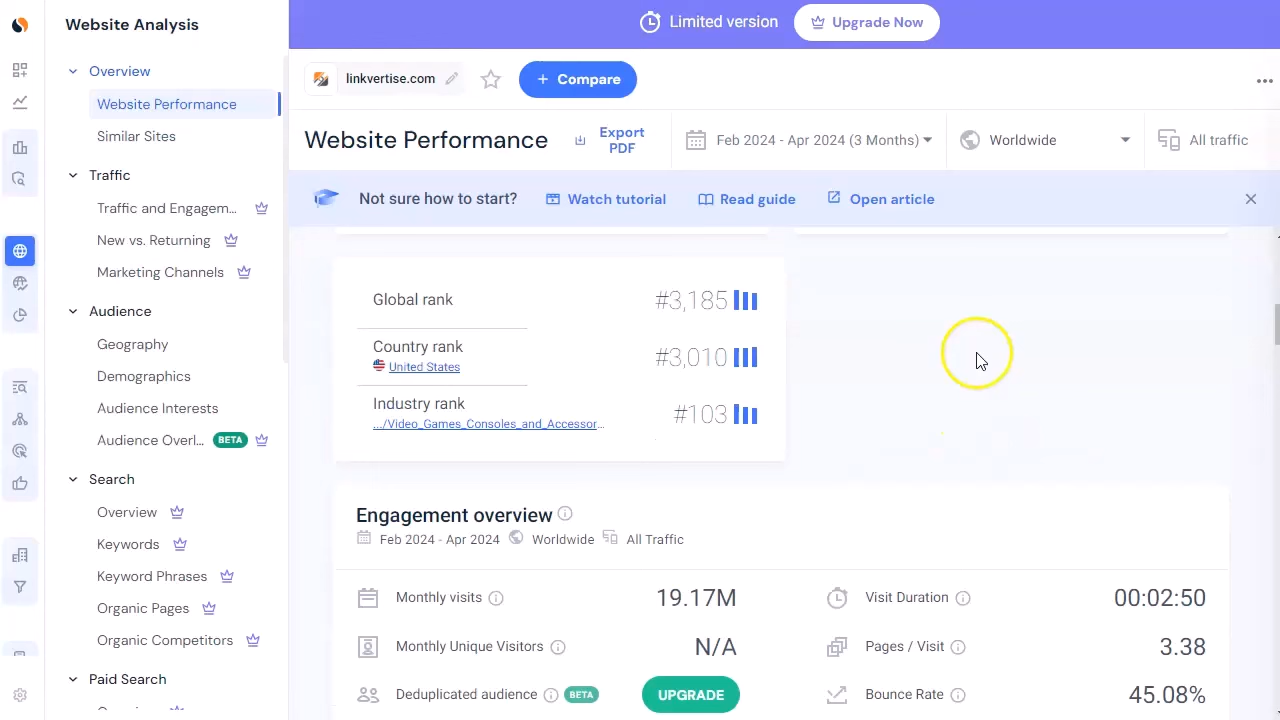 Website Analysis
Limited version
Upgrade Now
Overview
Website Performance
Similar Sites
Traffic
Traffic and Engagem...
New vs. Returning
Marketing Channels
Audience
Geography
Demographics
Audience Interests
Audience Overl... BETA
Search
Overview
Keywords
Keyword Phrases
Organic Pages
Organic Competitors
Paid Search
linkvertise.com
+ Compare
Website Performance
Export
PDF
Feb 2024 - Apr 2024 (3 Months)
Worldwide
All traffic
Not sure how to start?
Watch tutorial
Read guide
Open article
Global rank #3,185
Country rank #3,010
United States
Industry rank #103
.../Video_Games_Consoles_and_Accessor...
Engagement overview
Feb 2024 - Apr 2024 Worldwide All Traffic
Monthly visits 19.17M
Visit Duration 00:02:50
Monthly Unique Visitors N/A
Pages / Visit 3.38
Deduplicated audience BETA UPGRADE
Bounce Rate 45.08%